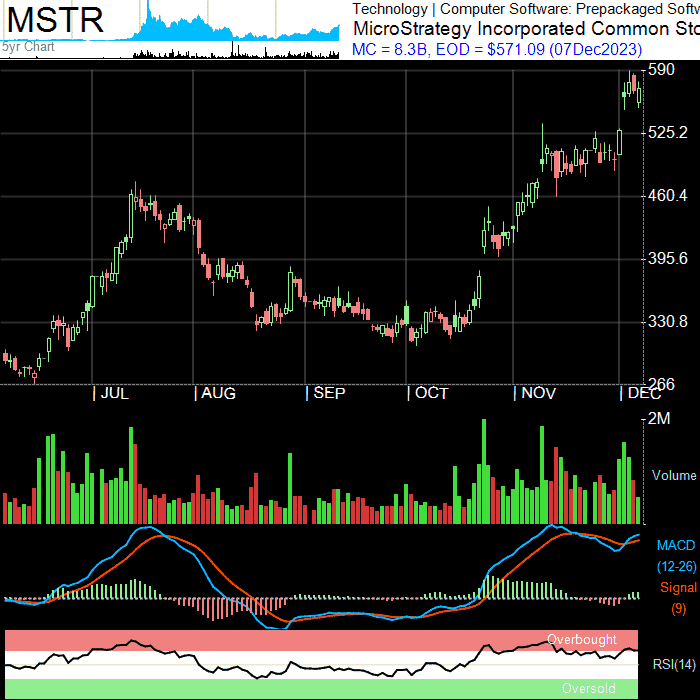 MSTR
5yr Chart
Technology | Computer Software: Prepackaged Softw
MicroStrategy Incorporated Common Sto
MC = 8.3B, EOD = $571.09 (07Dec2023)
590
525.2
460.4
395.6
330.8
266
JUL AUG SEP OCT NOV DEC
2M
Volume
MACD
(12-26)
Signal
(9)
Overbought
RSI(14)
Oversold